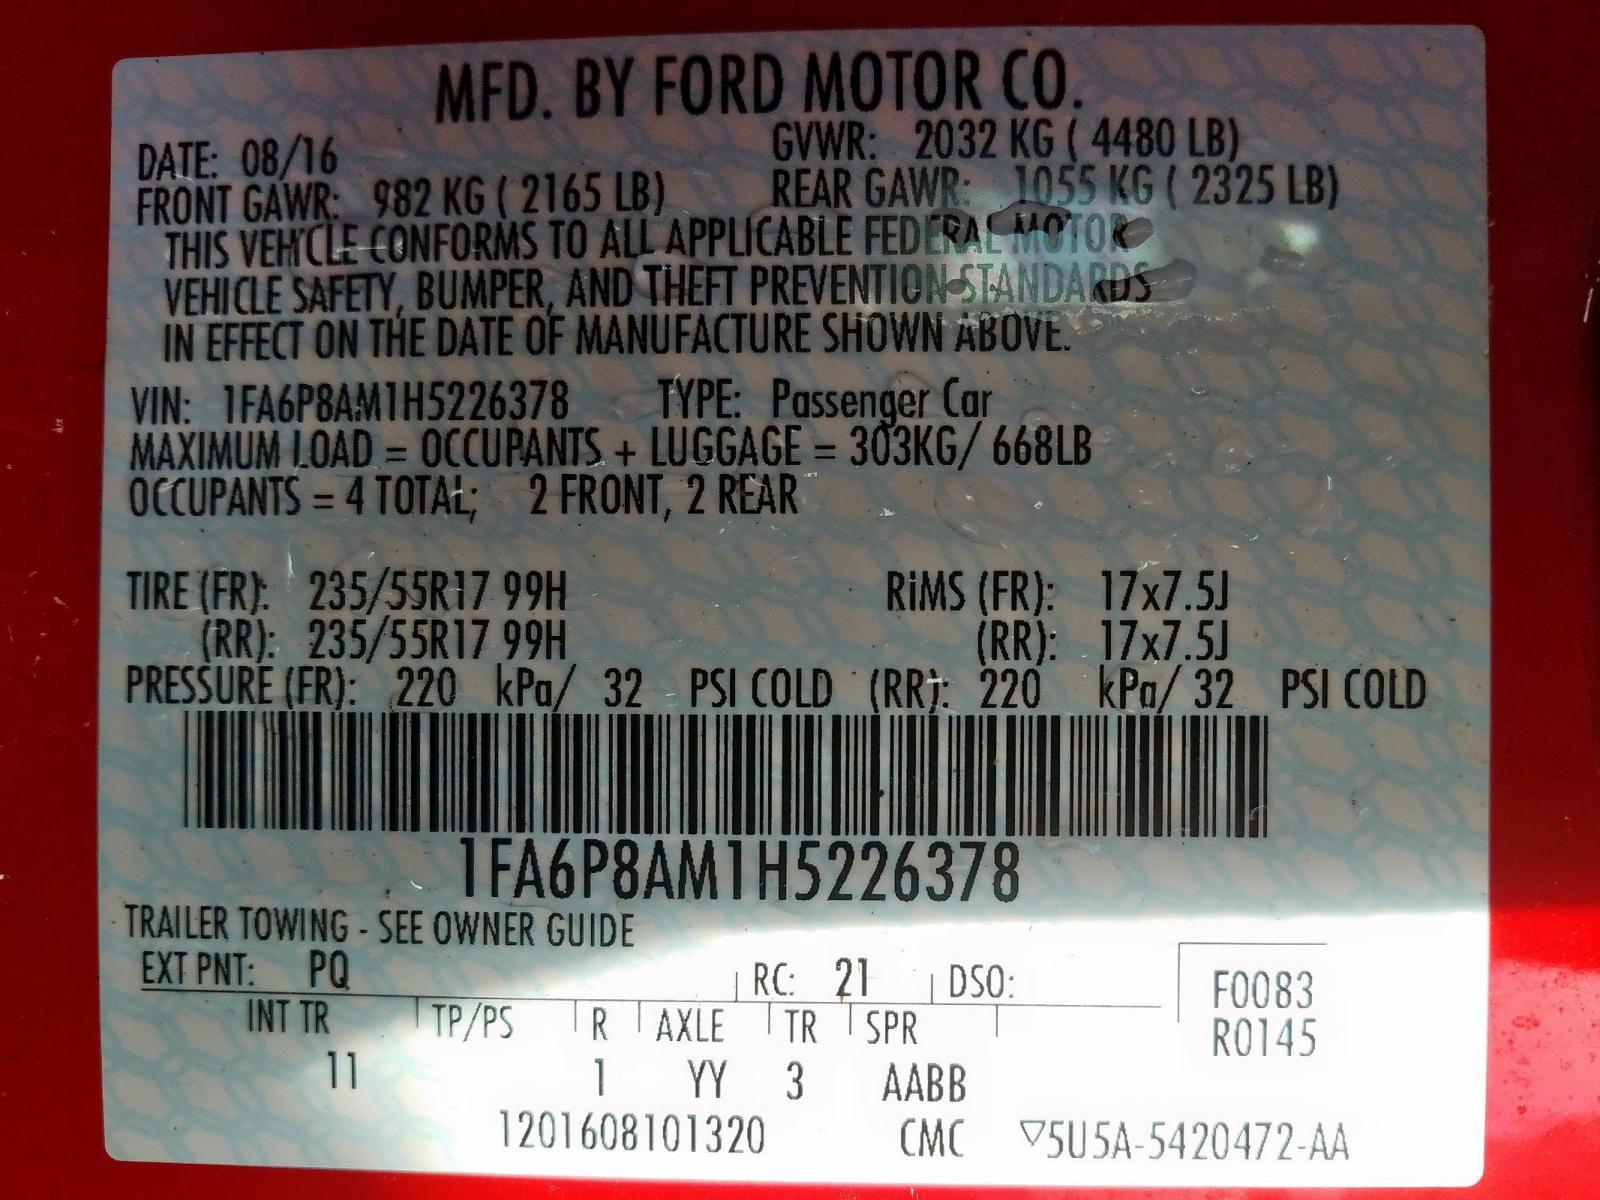 MFD. BY FORD MOTOR CO.
DATE: 08/16 GVWR: 2032 KG ( 4480 LB)
FRONT GAWR: 982 KG ( 2165 LB) REAR GAWR: 1055 KG ( 2325 LB)
THIS VEHICLE CONFORMS TO ALL APPLICABLE FEDERAL MOTOR
VEHICLE SAFETY, BUMPER, AND THEFT PREVENTION STANDARDS
IN EFFECT ON THE DATE OF MANUFACTURE SHOWN ABOVE.
VIN: 1FA6P8AM1H5226378 TYPE: Passenger Car
MAXIMUM LOAD = OCCUPANTS + LUGGAGE = 303KG/ 668LB
OCCUPANTS = 4 TOTAL; 2 FRONT, 2 REAR
TIRE (FR): 235/55R17 99H RiMS (FR): 17x7.5J
(RR): 235/55R17 99H (RR): 17x7.5J
PRESSURE (FR): 220 kPa/ 32 PSI COLD (RR): 220 kPa/ 32 PSI COLD
1FA6P8AM1H5226378
TRAILER TOWING - SEE OWNER GUIDE
EXT PNT: PQ RC: 21 DSO: F0083
INT TR TP/PS R AXLE TR SPR R0145
11 1 YY 3 AABB
1201608101320 CMC ▽5U5A-5420472-AA